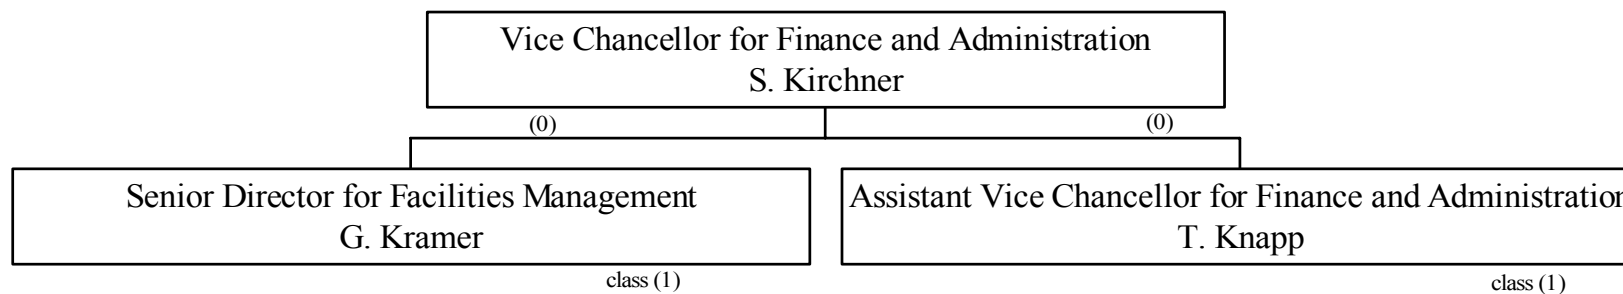 Vice Chancellor for Finance and Administration
S. Kirchner
(0) (0)
Senior Director for Facilities Management
G. Kramer
class (1)
Assistant Vice Chancellor for Finance and Administration
T. Knapp
class (1)